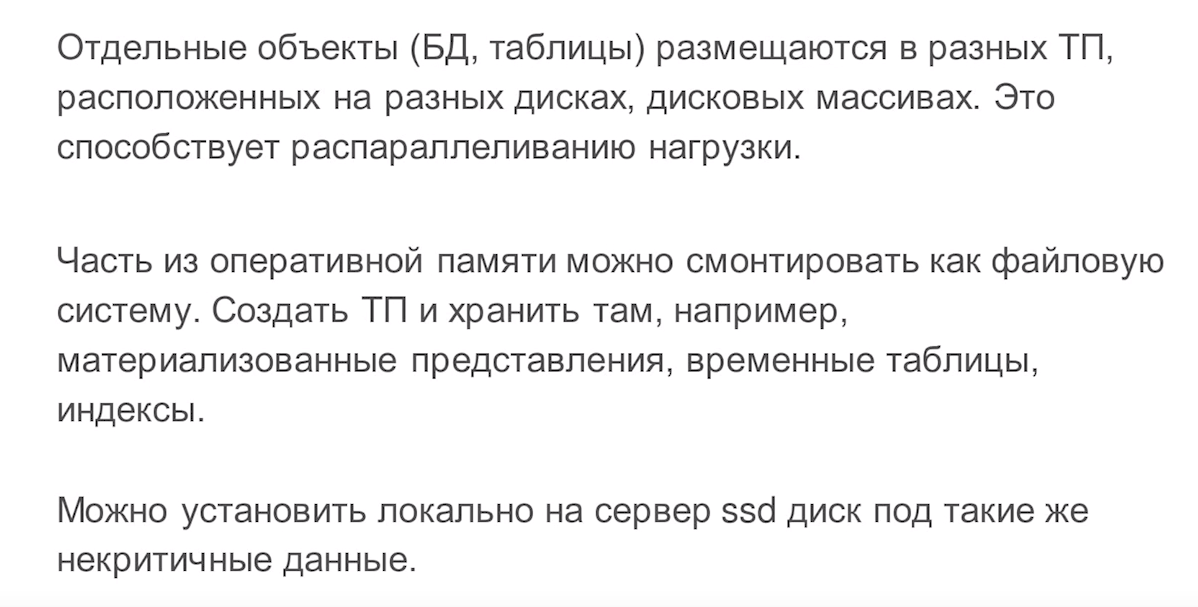 Отдельные объекты (БД, таблицы) размещаются в разных ТП,
расположенных на разных дисках, дисковых массивах. Это
способствует распараллеливанию нагрузки.
Часть из оперативной памяти можно смонтировать как файловую
систему. Создать ТП и хранить там, например,
материализованные представления, временные таблицы,
индексы.
Можно установить локально на сервер ssd диск под такие же
некритичные данные.